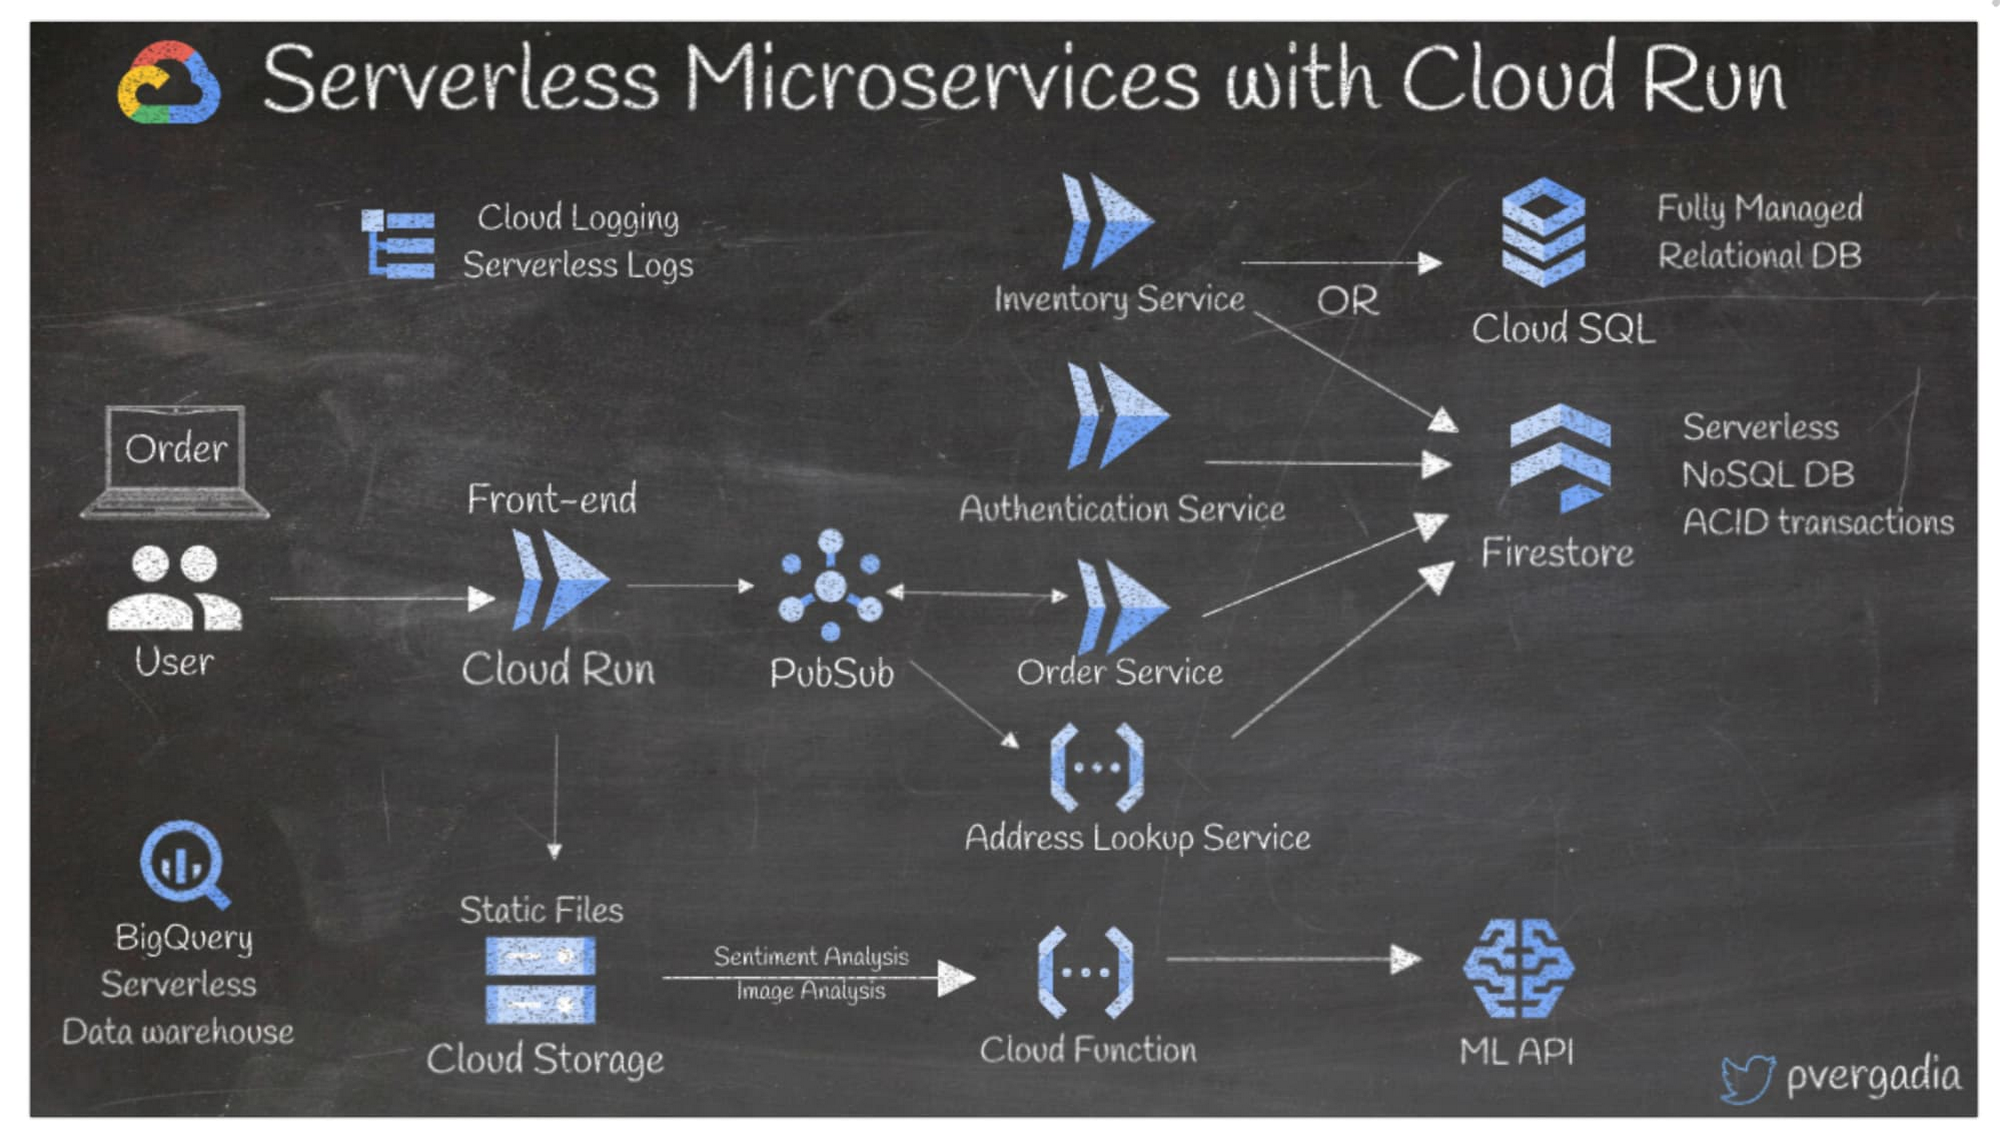 Serverless Microservices with Cloud Run
Cloud Logging
Serverless Logs
Inventory Service
OR
Cloud SQL
Fully Managed
Relational DB
Order
User
Front-end
Cloud Run
PubSub
Authentication Service
Order Service
Address Lookup Service
Firestore
Serverless
NoSQL DB
ACID transactions
BigQuery
Serverless
Data warehouse
Static Files
Cloud Storage
Sentiment Analysis
Image Analysis
Cloud Function
ML API
pvergadia